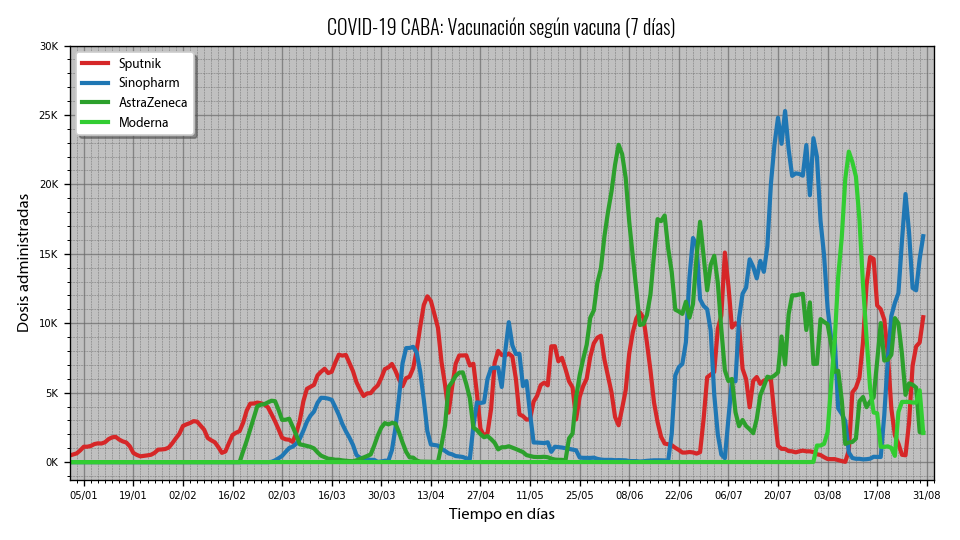 COVID-19 CABA: Vacunación según vacuna (7 días)
Sputnik
Sinopharm
AstraZeneca
Moderna
Dosis administradas
30K
25K
20K
15K
10K
5K
0K
05/01 19/01 02/02 16/02 02/03 16/03 30/03 13/04 27/04 11/05 25/05 08/06 22/06 06/07 20/07 03/08 17/08 31/08
Tiempo en días